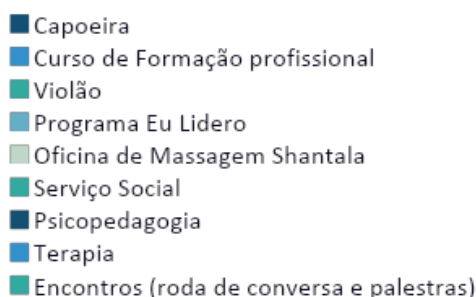 Capoeira
Curso de Formação profissional
Violão
Programa Eu Lidero
Oficina de Massagem Shantala
Serviço Social
Psicopedagogia
Terapia
Encontros (roda de conversa e palestras)